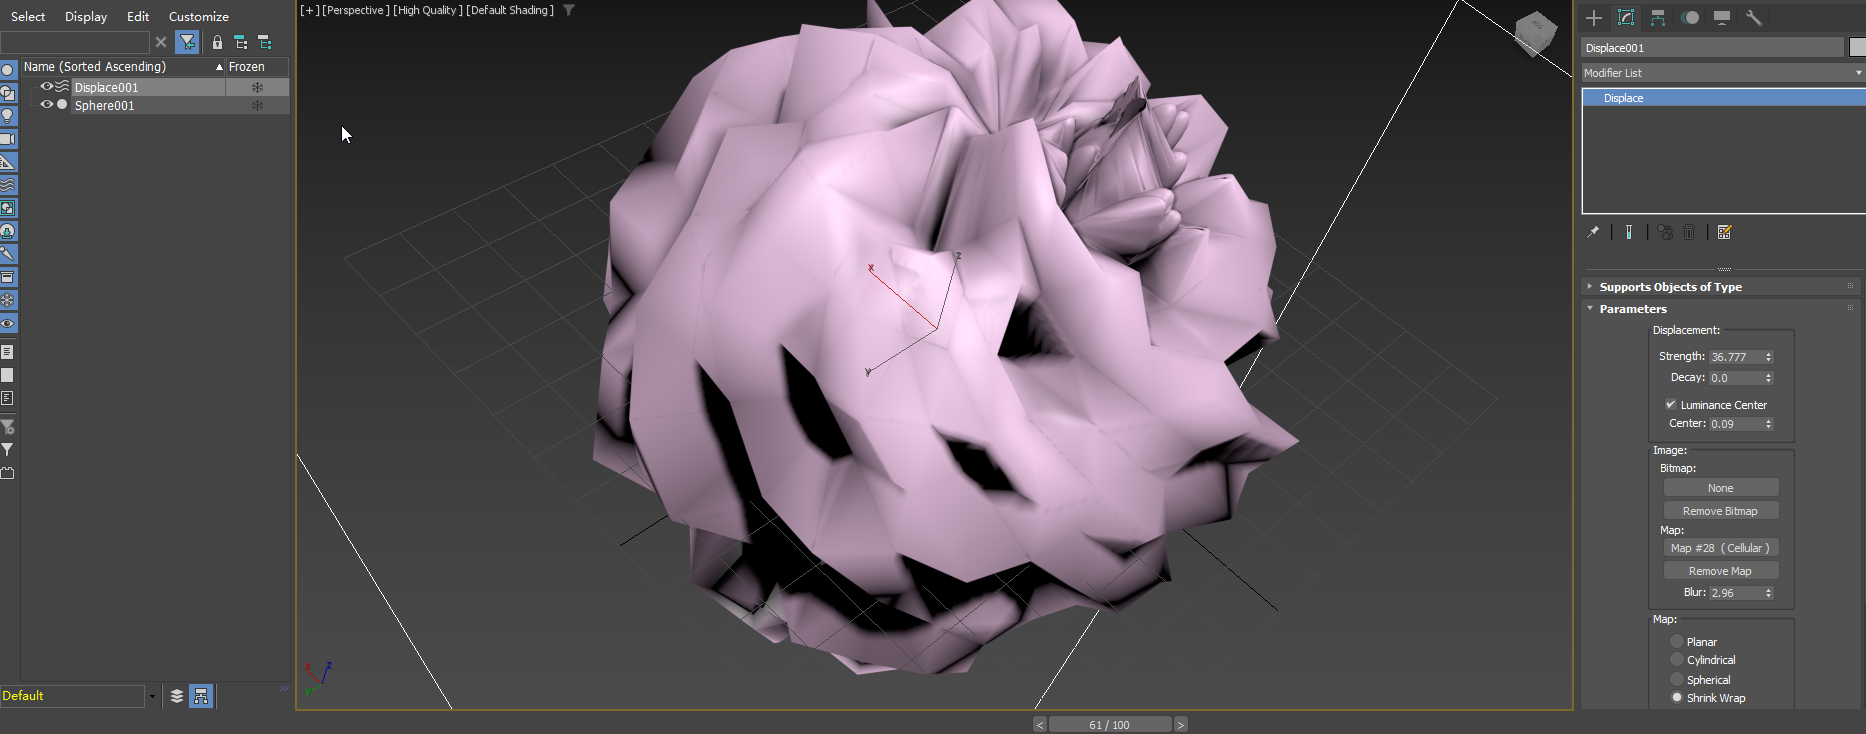 Select Display Edit Customize
[+] [Perspective ] [High Quality ] [Default Shading ]
Name (Sorted Ascending) ▲ Frozen
Displace001
Sphere001
x
z
y
x
z
y
Default
61 / 100
< >
Displace001
Modifier List
Displace
Supports Objects of Type
Parameters
Displacement:
Strength: 36.777
Decay: 0.0
Luminance Center
Center: 0.09
Image:
Bitmap:
None
Remove Bitmap
Map:
Map #28 ( Cellular )
Remove Map
Blur: 2.96
Map:
Planar
Cylindrical
Spherical
Shrink Wrap